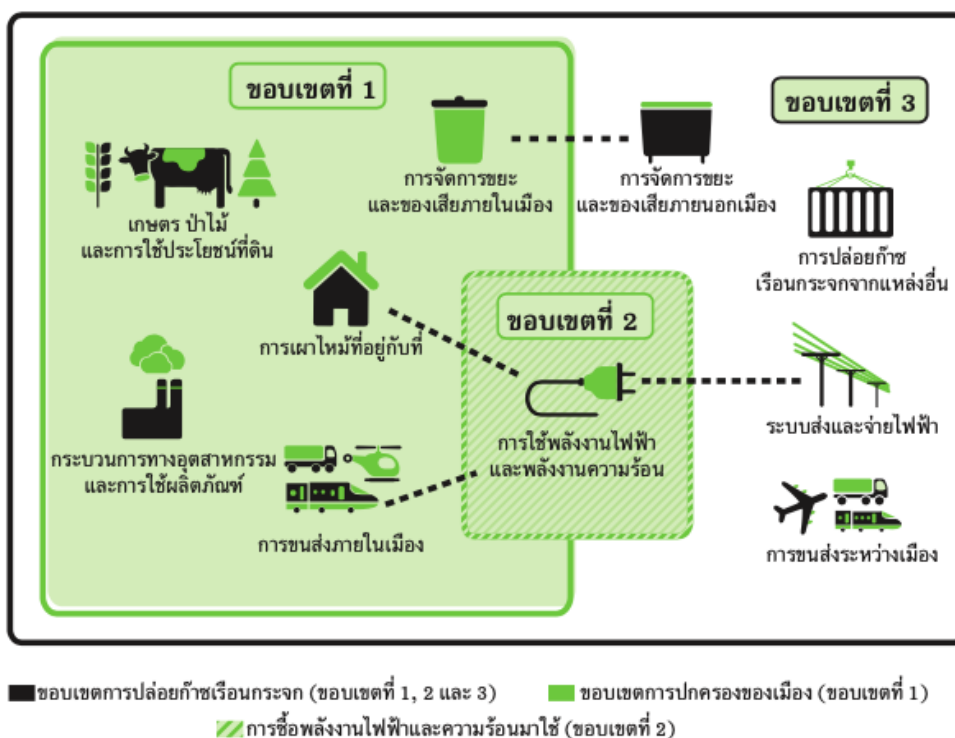 ขอบเขตที่ 1
ขอบเขตที่ 3
การจัดการขยะ
และของเสียภายในเมือง
การจัดการขยะ
และของเสียภายนอกเมือง
เกษตร ป่าไม้
และการใช้ประโยชน์ที่ดิน
การปล่อยก๊าซ
เรือนกระจกจากแหล่งอื่น
ขอบเขตที่ 2
การเผาไหม้ที่อยู่กับที่
การใช้พลังงานไฟฟ้า
และพลังงานความร้อน
ระบบส่งและจ่ายไฟฟ้า
กระบวนการทางอุตสาหกรรม
และการใช้ผลิตภัณฑ์
การขนส่งภายในเมือง
การขนส่งระหว่างเมือง
ขอบเขตการปล่อยก๊าซเรือนกระจก (ขอบเขตที่ 1, 2 และ 3)
ขอบเขตการปกครองของเมือง (ขอบเขตที่ 1)
การซื้อพลังงานไฟฟ้าและความร้อนมาใช้ (ขอบเขตที่ 2)